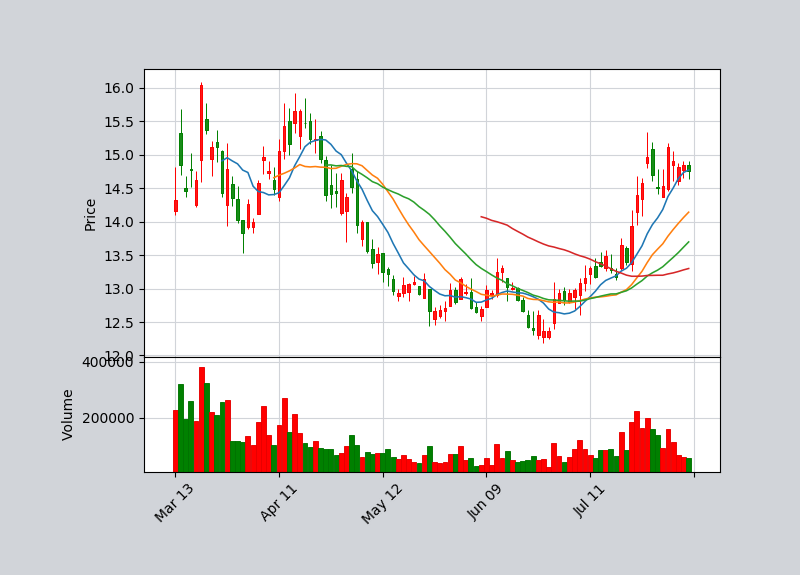 Price
16.0
15.5
15.0
14.5
14.0
13.5
13.0
12.5
12.0
Volume
400000
200000
Mar 13
Apr 11
May 12
Jun 09
Jul 11